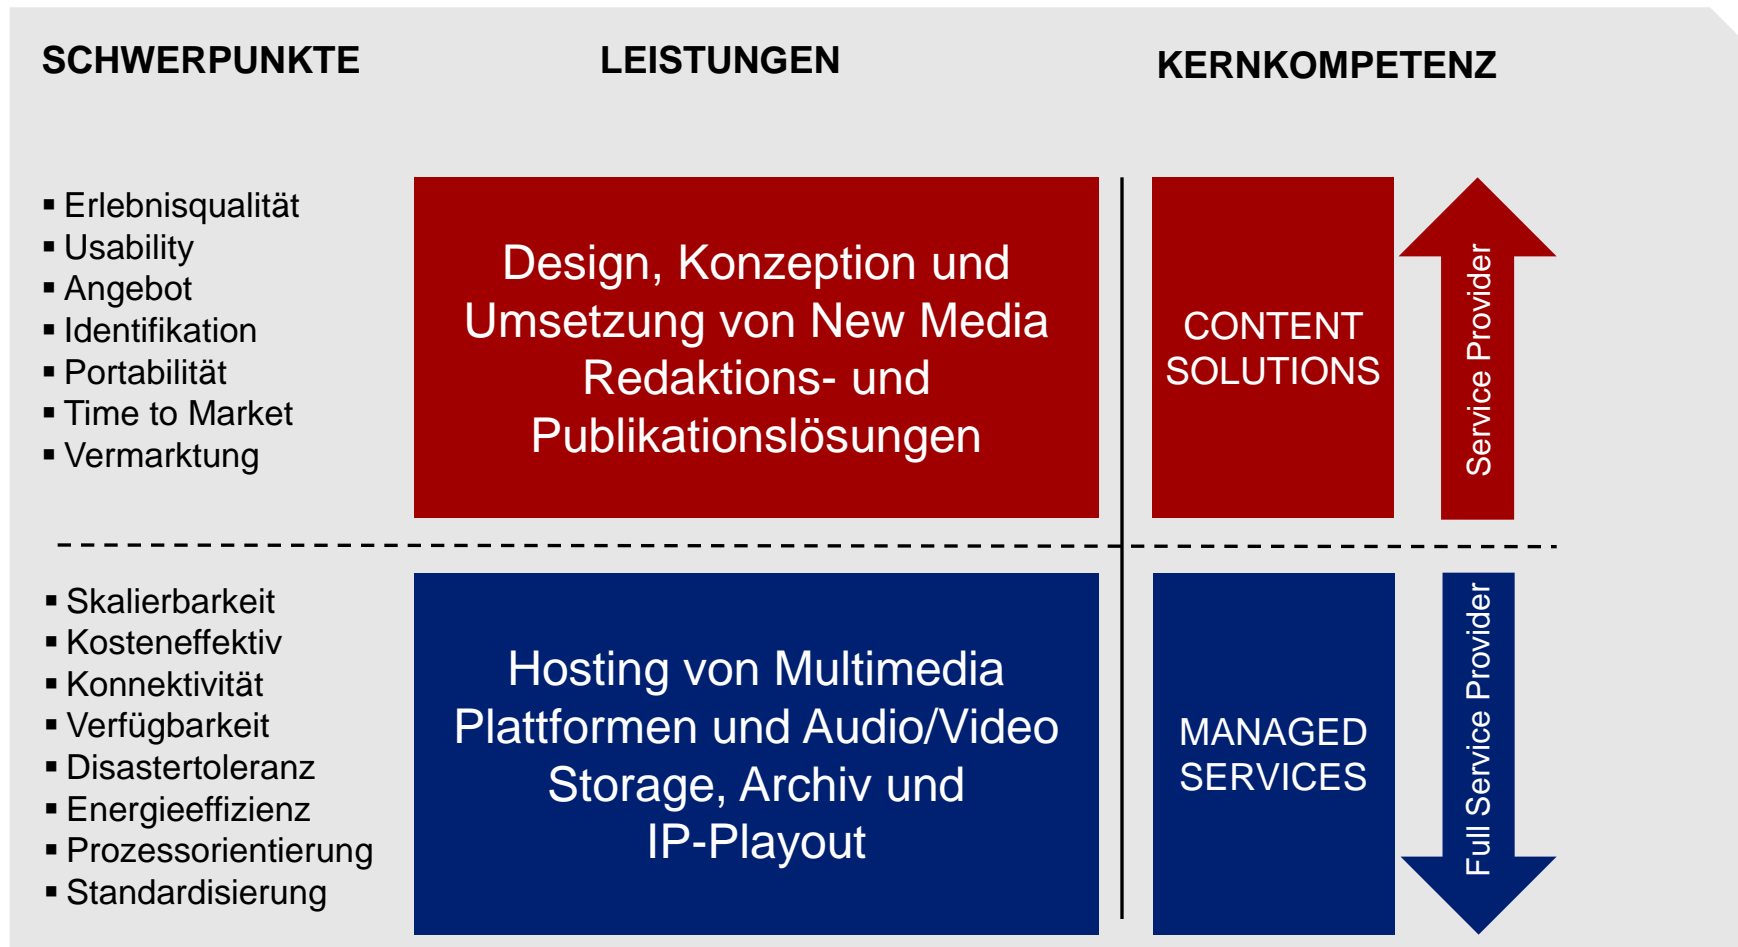 SCHWERPUNKTE
LEISTUNGEN
KERNKOMPETENZ
▪ Erlebnisqualität
▪ Usability
▪ Angebot
▪ Identifikation
▪ Portabilität
▪ Time to Market
▪ Vermarktung
Design, Konzeption und
Umsetzung von New Media
Redaktions- und
Publikationslösungen
CONTENT
SOLUTIONS
Service Provider
▪ Skalierbarkeit
▪ Kosteneffektiv
▪ Konnektivität
▪ Verfügbarkeit
▪ Disastertoleranz
▪ Energieeffizienz
▪ Prozessorientierung
▪ Standardisierung
Hosting von Multimedia
Plattformen und Audio/Video
Storage, Archiv und
IP-Playout
MANAGED
SERVICES
Full Service Provider